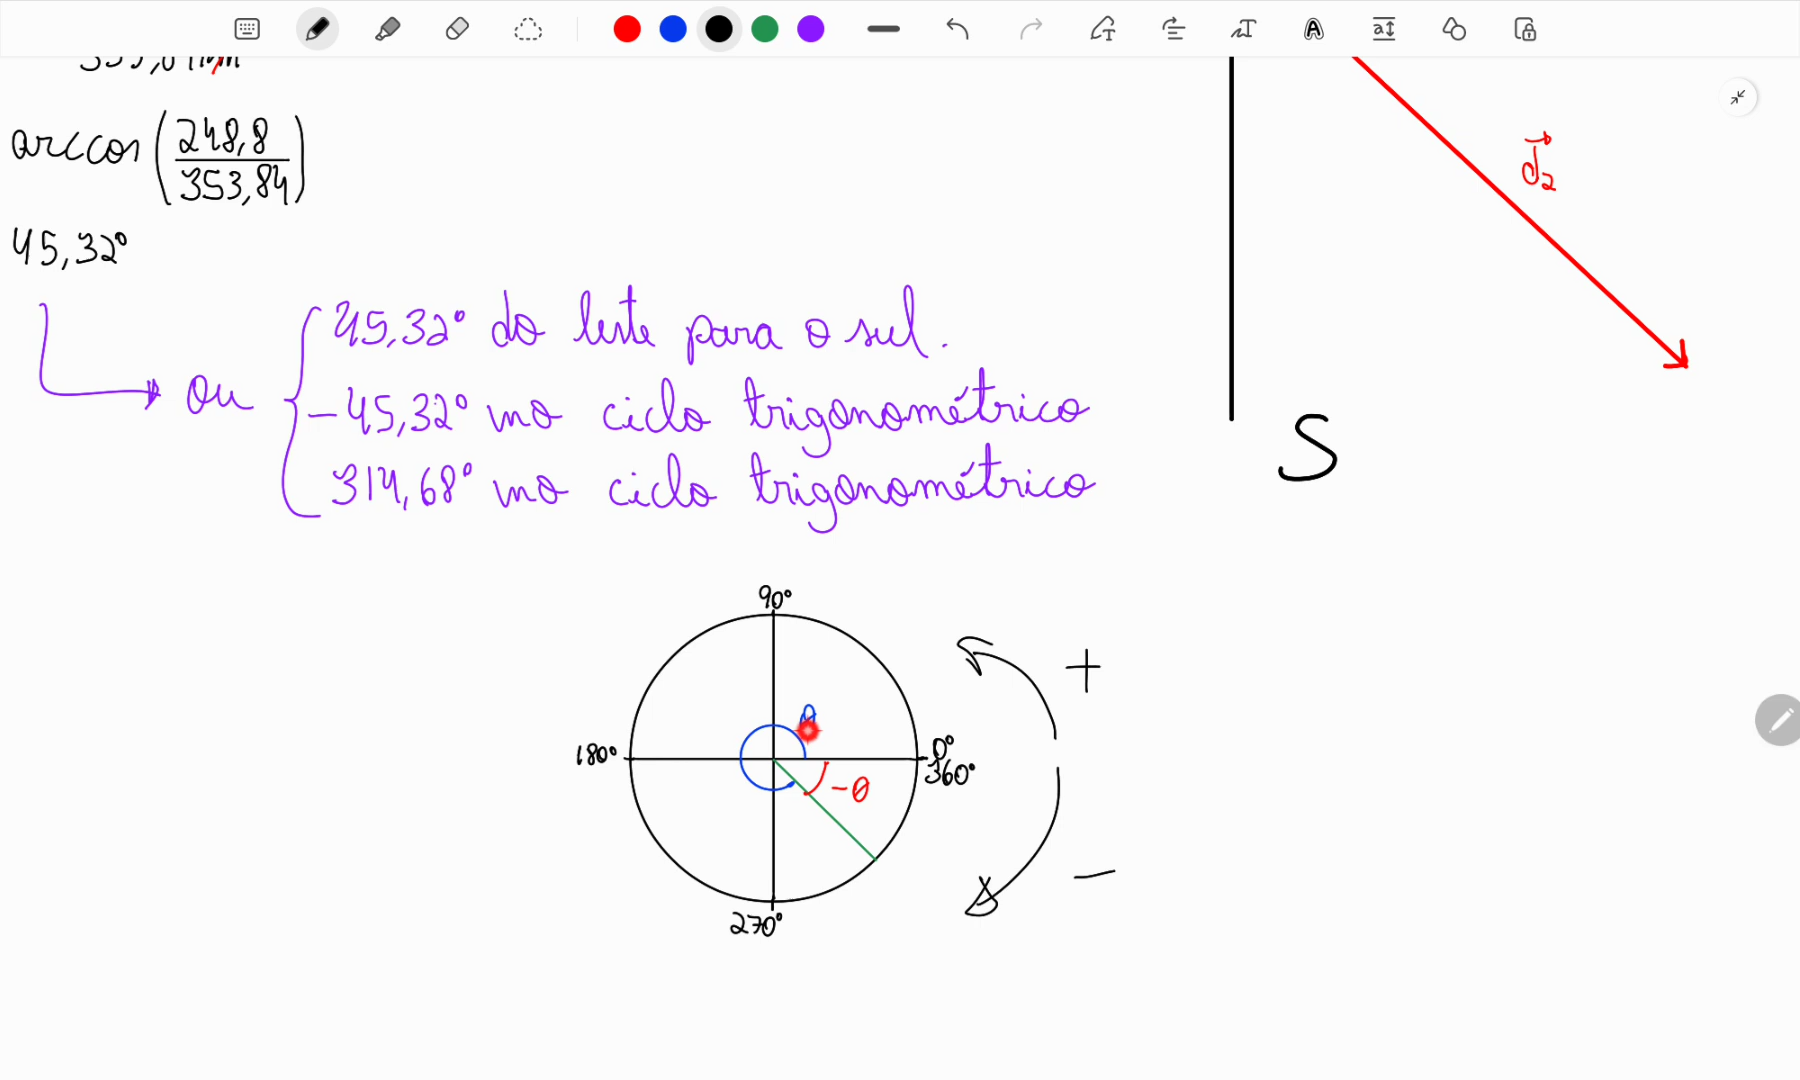 arccos (248,8 / 353,84)
45,32°
ou { 45,32° do leste para o sul.
-45,32° no ciclo trigonométrico
314,68° no ciclo trigonométrico
d₂
S
90°
θ
180°
0°
360°
-θ
270°
+
-